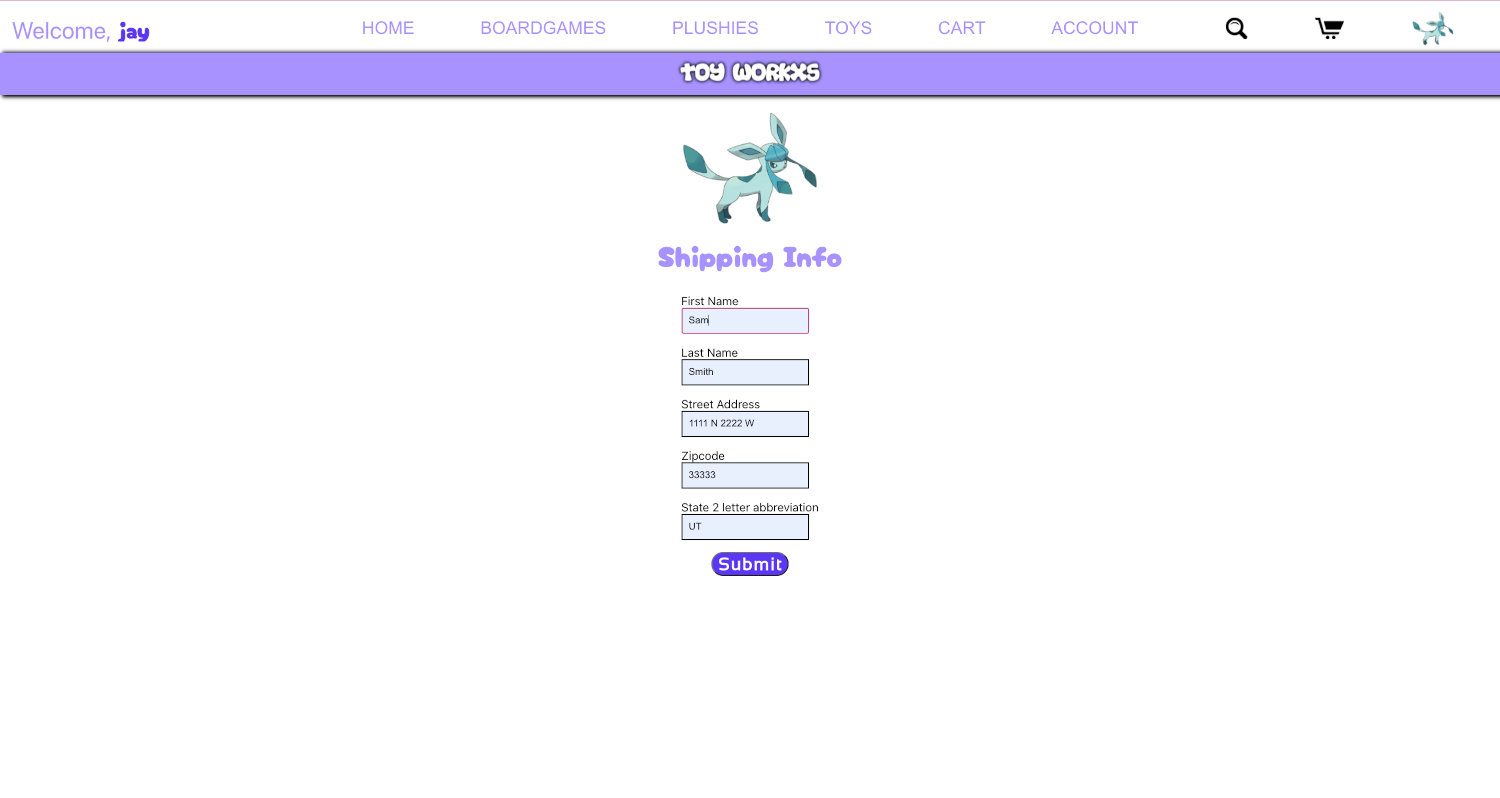 Welcome, jay HOME BOARDGAMES PLUSHIES TOYS CART ACCOUNT
TOY WORKXS
Shipping Info
First Name
Sam
Last Name
Smith
Street Address
1111 N 2222 W
Zipcode
33333
State 2 letter abbreviation
UT
Submit